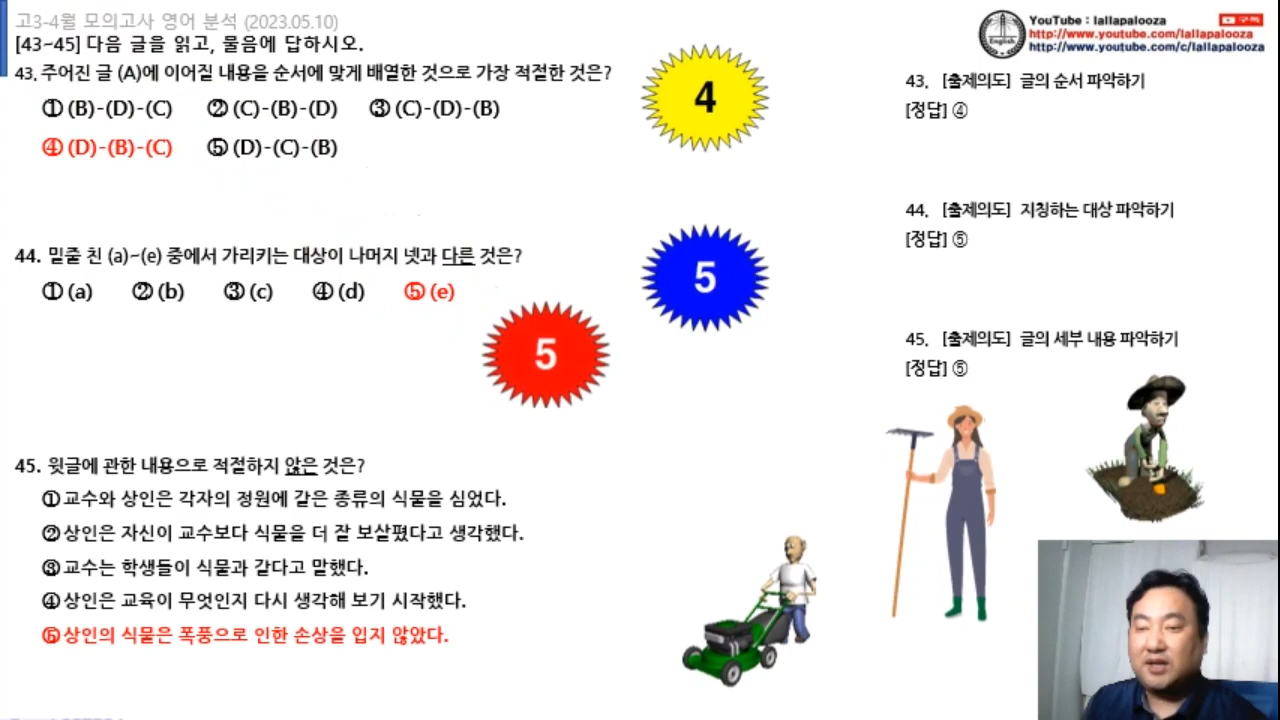 고3-4월 모의고사 영어 분석 (2023.05.10)
[43~45] 다음 글을 읽고, 물음에 답하시오.
43. 주어진 글 (A)에 이어질 내용을 순서에 맞게 배열한 것으로 가장 적절한 것은?
① (B)-(D)-(C) ② (C)-(B)-(D) ③ (C)-(D)-(B)
④ (D)-(B)-(C) ⑤ (D)-(C)-(B)
4
44. 밑줄 친 (a)~(e) 중에서 가리키는 대상이 나머지 넷과 다른 것은?
① (a) ② (b) ③ (c) ④ (d) ⑤ (e)
5
5
45. 윗글에 관한 내용으로 적절하지 않은 것은?
① 교수와 상인은 각자의 정원에 같은 종류의 식물을 심었다.
② 상인은 자신이 교수보다 식물을 더 잘 보살폈다고 생각했다.
③ 교수는 학생들이 식물과 같다고 말했다.
④ 상인은 교육이 무엇인지 다시 생각해 보기 시작했다.
⑤ 상인의 식물은 폭풍으로 인한 손상을 입지 않았다.
English
YouTube : lallapalooza
구독
http://www.youtube.com/lallapalooza
http://www.youtube.com/c/lallapalooza
43. [출제의도] 글의 순서 파악하기
[정답] ④
44. [출제의도] 지칭하는 대상 파악하기
[정답] ⑤
45. [출제의도] 글의 세부 내용 파악하기
[정답] ⑤